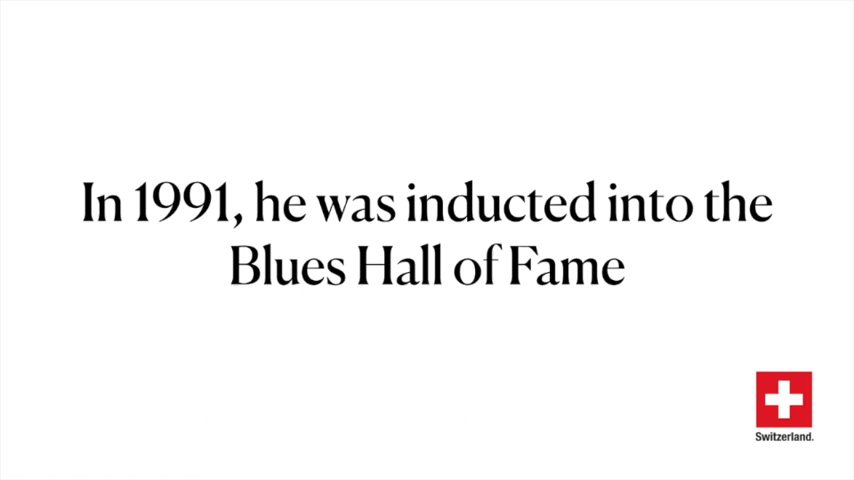 In 1991, he was inducted into the
Blues Hall of Fame
Switzerland.